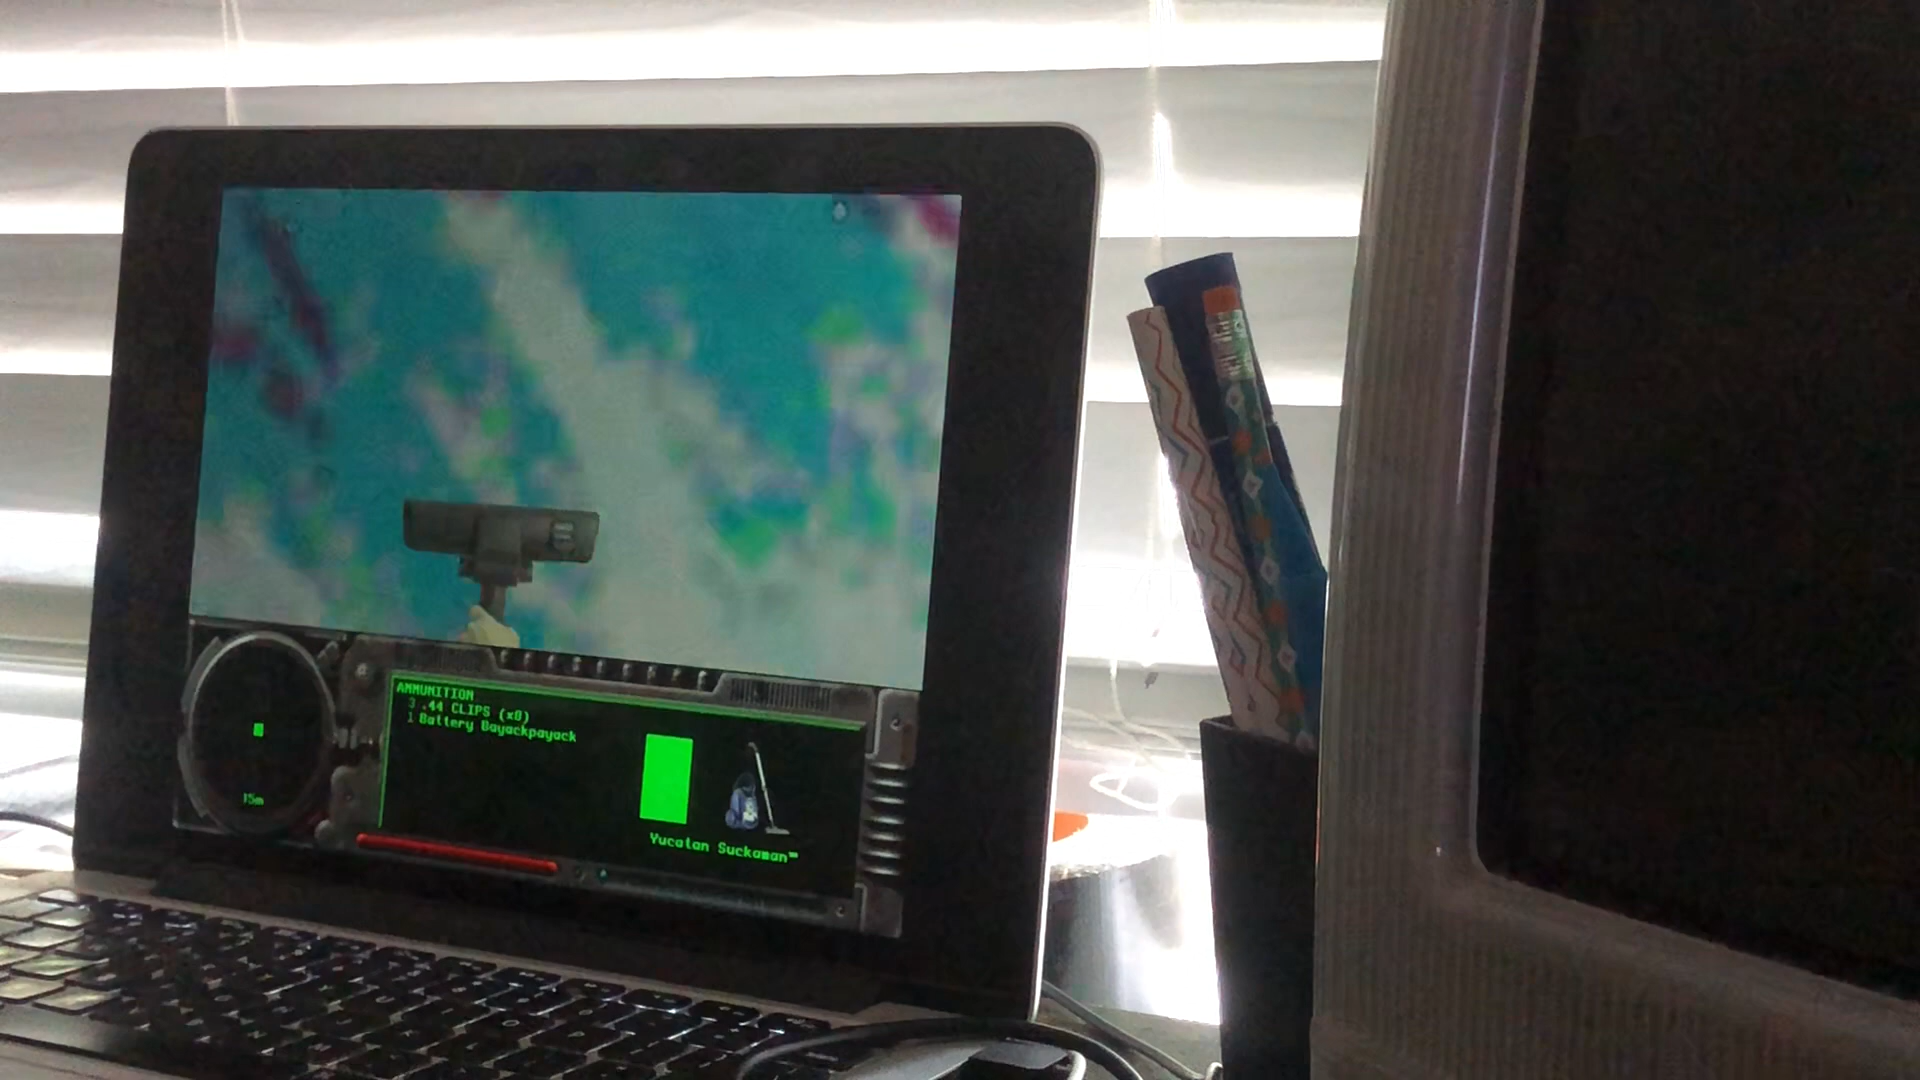 AMMUNITION
3 .44 CLIPS (x8)
1 Battery Bayackpayack
15m
Yucatan Suckaman™